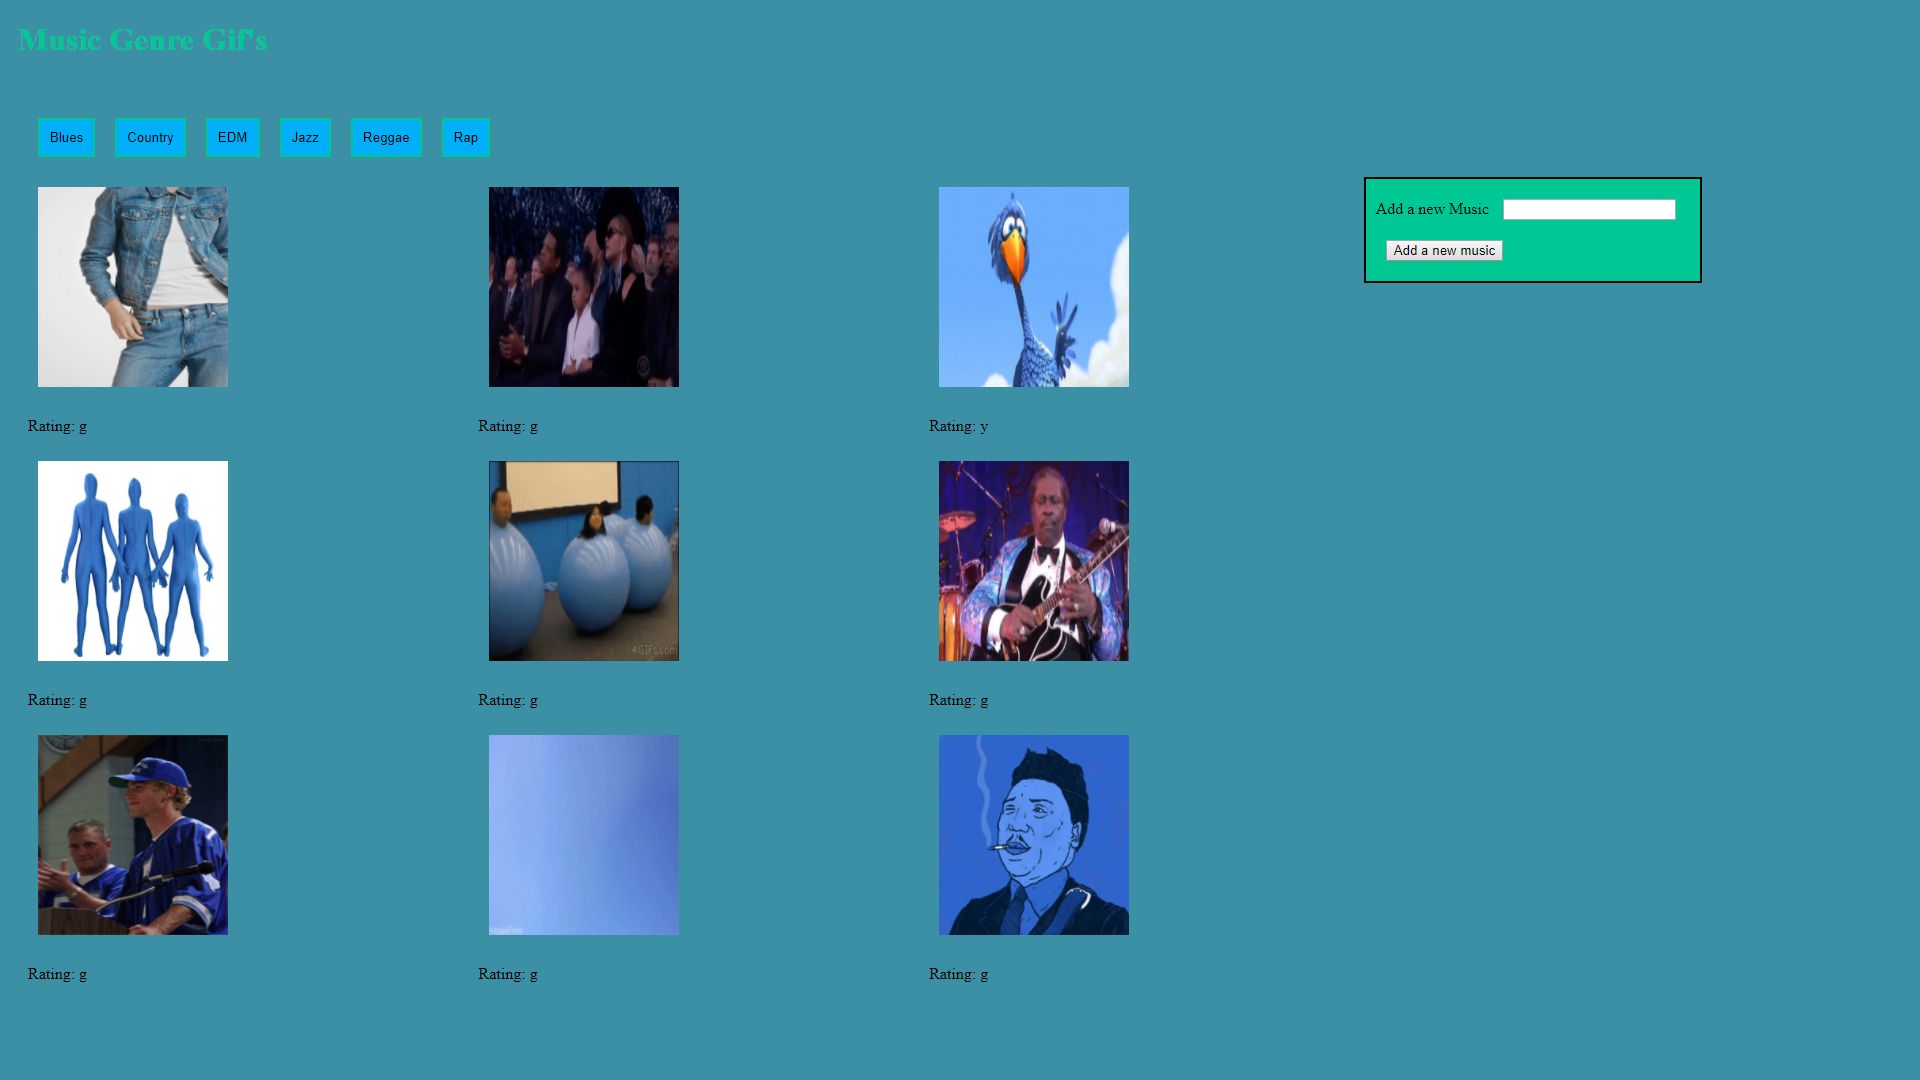 Music Genre Gif's
Blues Country EDM Jazz Reggae Rap
Add a new Music
Add a new music
Rating: g Rating: g Rating: y
4GIFs.com
Rating: g Rating: g Rating: g
Rating: g Rating: g Rating: g